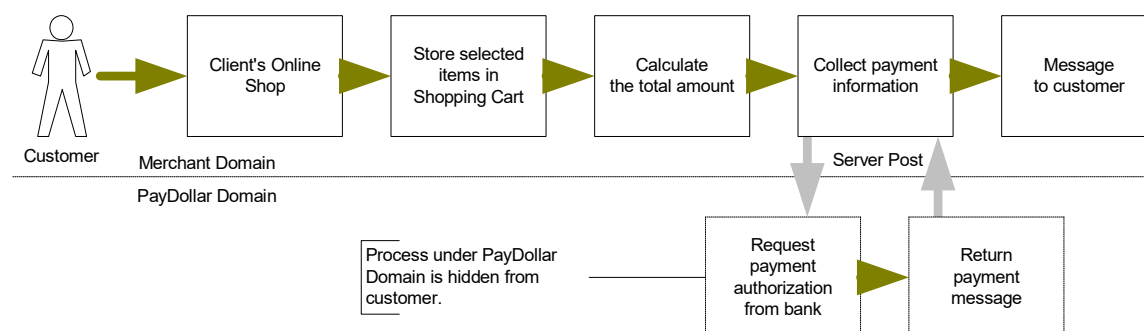 Client's Online
Shop
Store selected
items in
Shopping Cart
Calculate
the total amount
Collect payment
information
Message
to customer
Customer
Merchant Domain
Server Post
PayDollar Domain
Process under PayDollar
Domain is hidden from
customer.
Request
payment
authorization
from bank
Return
payment
message